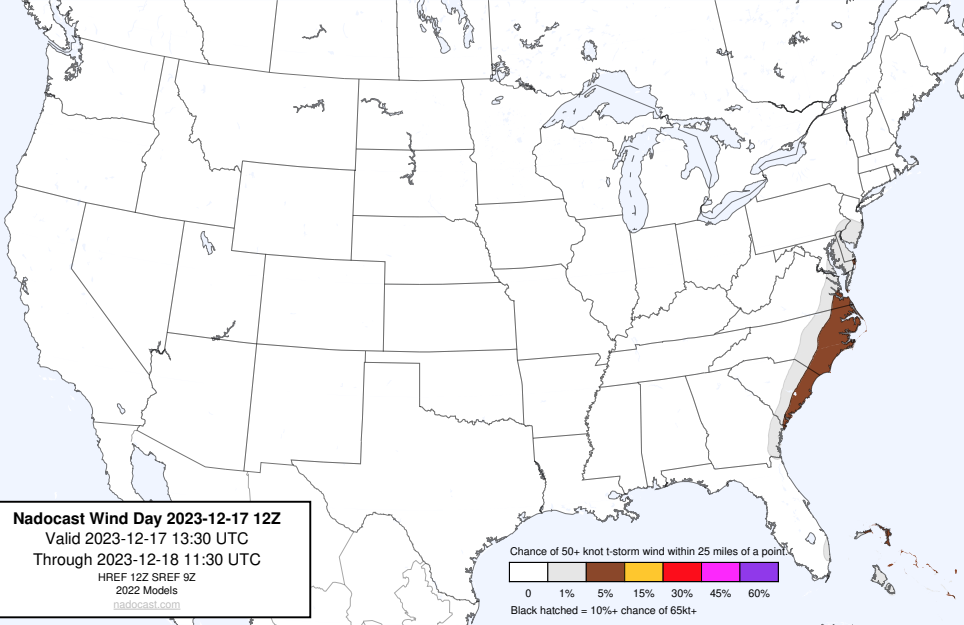 Nadocast Wind Day 2023-12-17 12Z
Valid 2023-12-17 13:30 UTC
Through 2023-12-18 11:30 UTC
HREF 12Z SREF 9Z
2022 Models
nadocast.com
Chance of 50+ knot t-storm wind within 25 miles of a point.
0 1% 5% 15% 30% 45% 60%
Black hatched = 10%+ chance of 65kt+